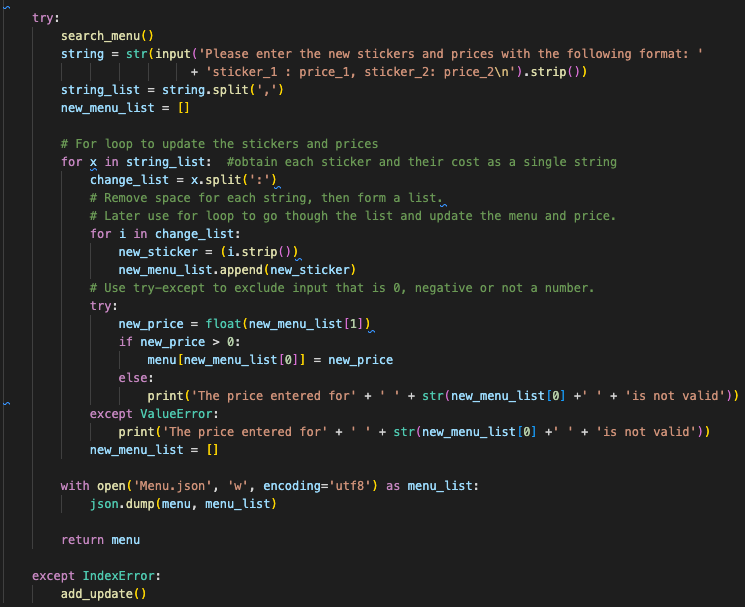 try:
search_menu()
string = str(input('Please enter the new stickers and prices with the following format: '
+ 'sticker_1 : price_1, sticker_2: price_2\n').strip())
string_list = string.split(',')
new_menu_list = []
# For loop to update the stickers and prices
for x in string_list:  #obtain each sticker and their cost as a single string
change_list = x.split(':')
# Remove space for each string, then form a list.
# Later use for loop to go though the list and update the menu and price.
for i in change_list:
new_sticker = (i.strip())
new_menu_list.append(new_sticker)
# Use try-except to exclude input that is 0, negative or not a number.
try:
new_price = float(new_menu_list[1])
if new_price > 0:
menu[new_menu_list[0]] = new_price
else:
print('The price entered for' + ' ' + str(new_menu_list[0] +' ' + 'is not valid'))
except ValueError:
print('The price entered for' + ' ' + str(new_menu_list[0] +' ' + 'is not valid'))
new_menu_list = []
with open('Menu.json', 'w', encoding='utf8') as menu_list:
json.dump(menu, menu_list)
return menu
except IndexError:
add_update()